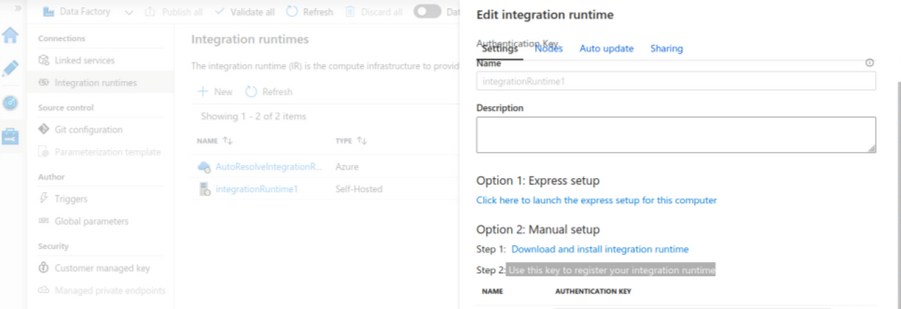 »
Data Factory
Publish all
Validate all
Refresh
Discard all
Dat
Connections
Linked services
Integration runtimes
Source control
Git configuration
Parameterization template
Author
Triggers
Global parameters
Security
Customer managed key
Managed private endpoints
Integration runtimes
The integration runtime (IR) is the compute infrastructure to provid
+ New
Refresh
Showing 1 - 2 of 2 items
NAME ↑↓ TYPE ↑↓
AutoResolveIntegrationR... Azure
integrationRuntime1 Self-Hosted
Edit integration runtime
Authentication Key
Settings Nodes Auto update Sharing
Name
integrationRuntime1
Description
Option 1: Express setup
Click here to launch the express setup for this computer
Option 2: Manual setup
Step 1: Download and install integration runtime
Step 2: Use this key to register your integration runtime
NAME AUTHENTICATION KEY